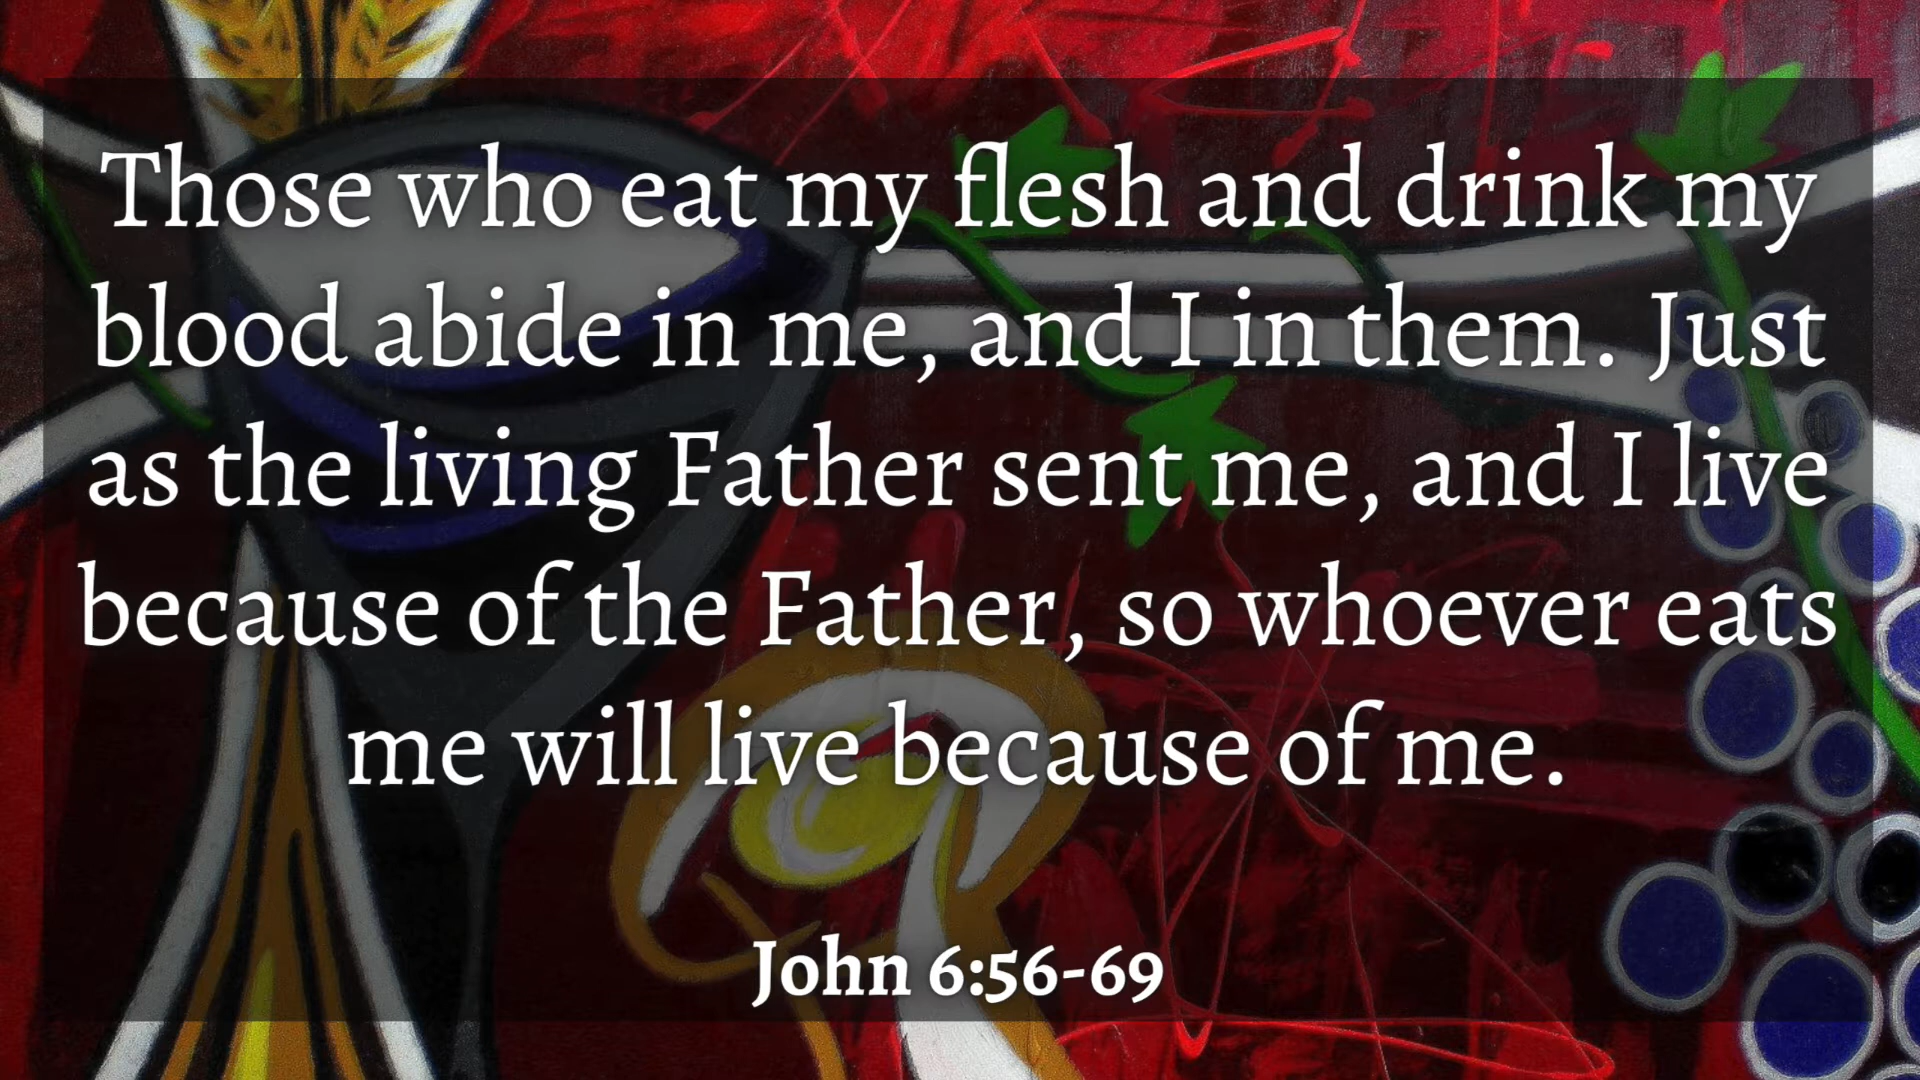 Those who eat my flesh and drink my
blood abide in me, and I in them. Just
as the living Father sent me, and I live
because of the Father, so whoever eats
me will live because of me.
John 6:56-69